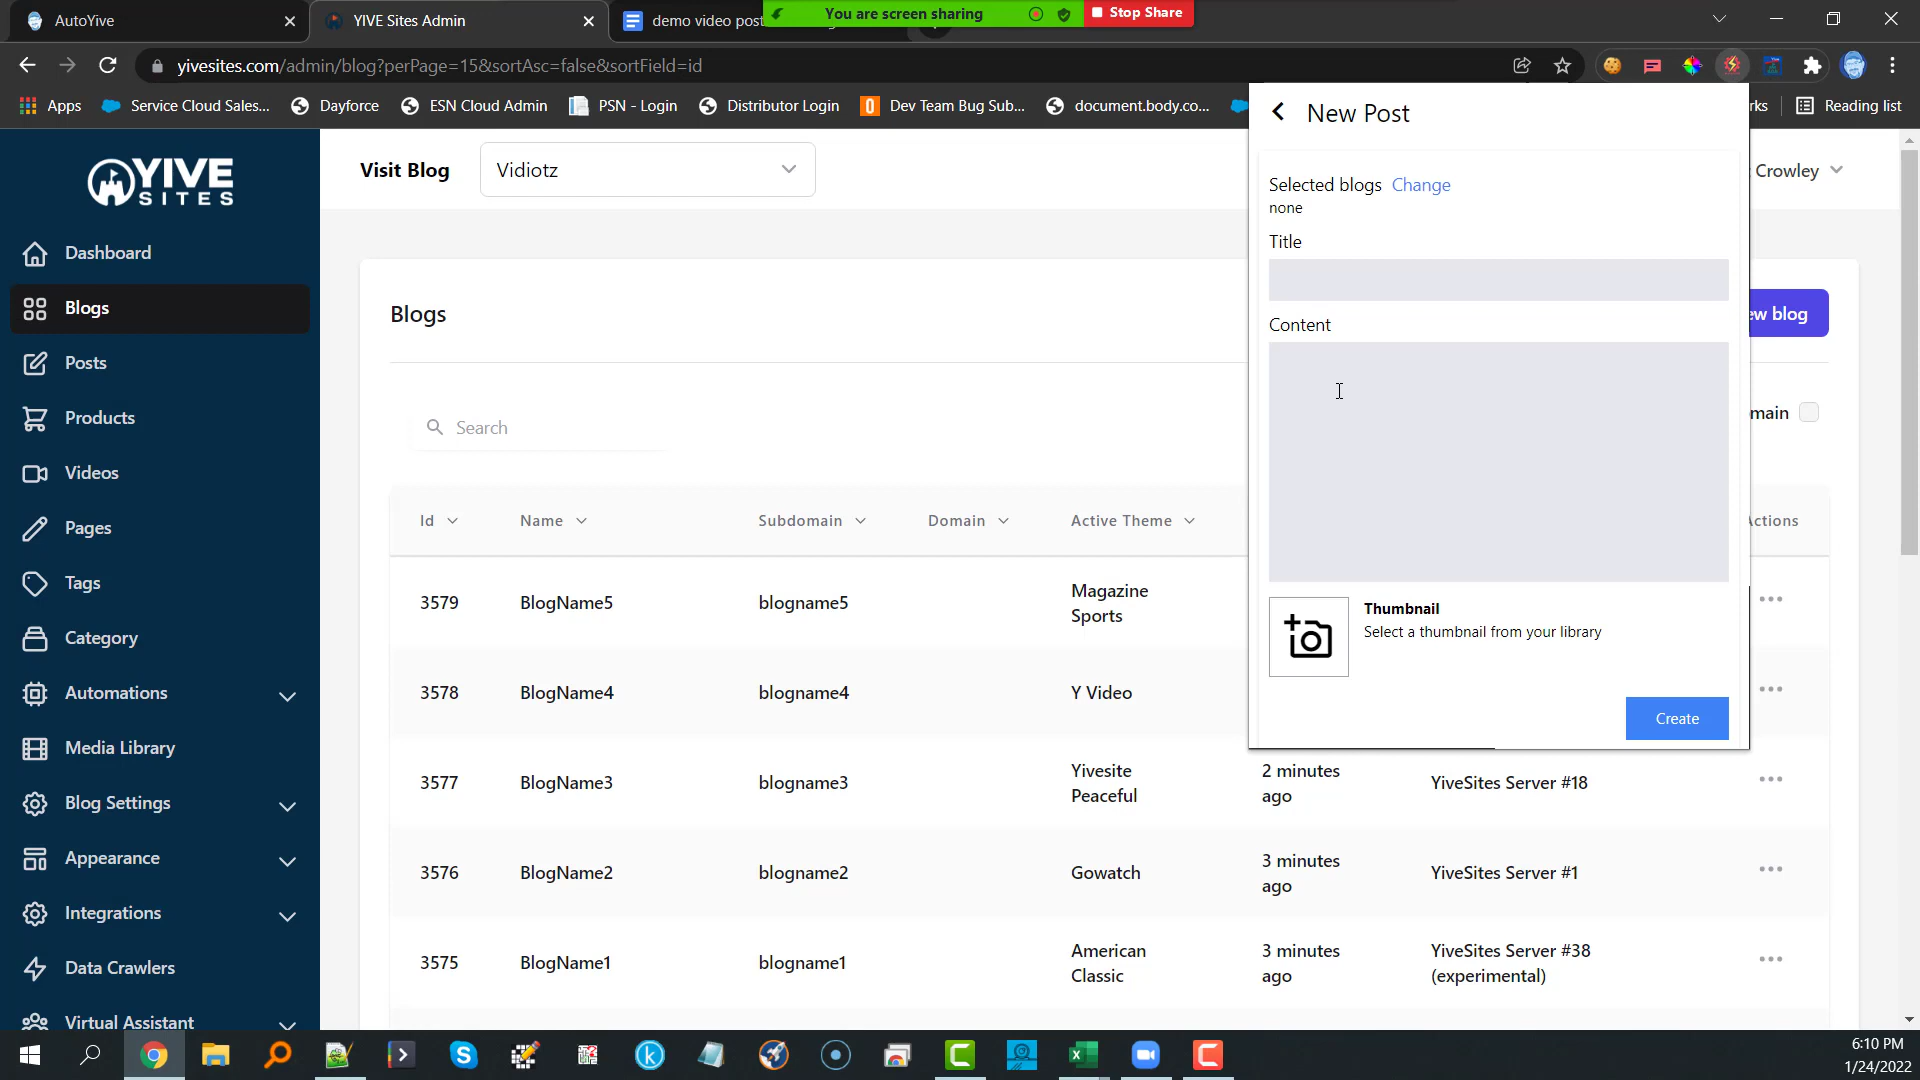 AutoYive
YIVE Sites Admin
demo video post
You are screen sharing
Stop Share
yivesites.com/admin/blog?perPage=15&sortAsc=false&sortField=id
Apps
Service Cloud Sales...
Dayforce
ESN Cloud Admin
PSN - Login
Distributor Login
Dev Team Bug Sub...
document.body.co...
rks
Reading list
YIVE
SITES
Dashboard
Blogs
Posts
Products
Videos
Pages
Tags
Category
Automations
Media Library
Blog Settings
Appearance
Integrations
Data Crawlers
Virtual Assistant
Visit Blog
Vidiotz
Crowley
Blogs
ew blog
Search
main
Id
Name
Subdomain
Domain
Active Theme
Actions
3579
BlogName5
blogname5
Magazine
Sports
3578
BlogName4
blogname4
Y Video
3577
BlogName3
blogname3
Yivesite
Peaceful
2 minutes
ago
YiveSites Server #18
3576
BlogName2
blogname2
Gowatch
3 minutes
ago
YiveSites Server #1
3575
BlogName1
blogname1
American
Classic
3 minutes
ago
YiveSites Server #38
(experimental)
New Post
Selected blogs Change
none
Title
Content
Thumbnail
Select a thumbnail from your library
Create
6:10 PM
1/24/2022